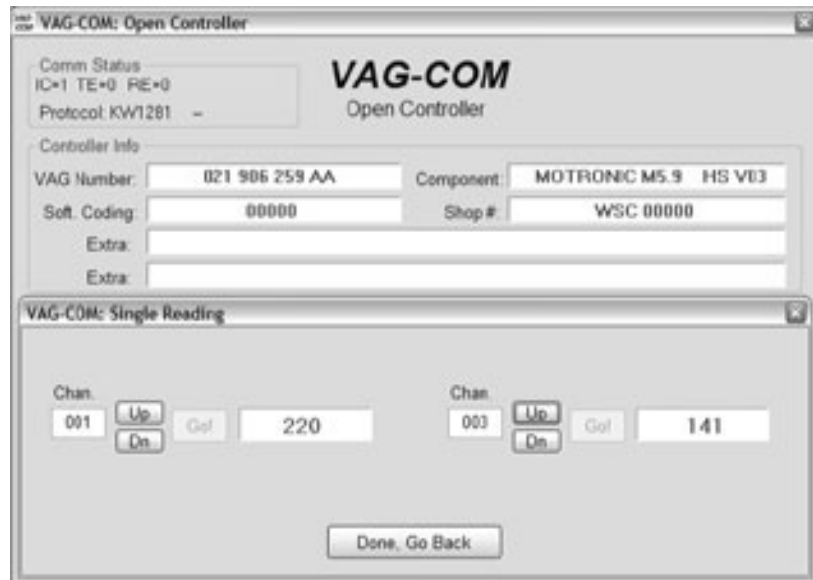 VAG-COM: Open Controller
Comm Status
IC=1 TE=0 RE=0
Protocol: KW1281 –
VAG-COM
Open Controller
Controller Info
VAG Number: 021 906 259 AA Component: MOTRONIC M5.9 HS V03
Soft. Coding: 00000 Shop #: WSC 00000
Extra:
Extra:
VAG-COM: Single Reading
Chan. Chan.
001 Up Dn Go! 220 003 Up Dn Go! 141
Done, Go Back